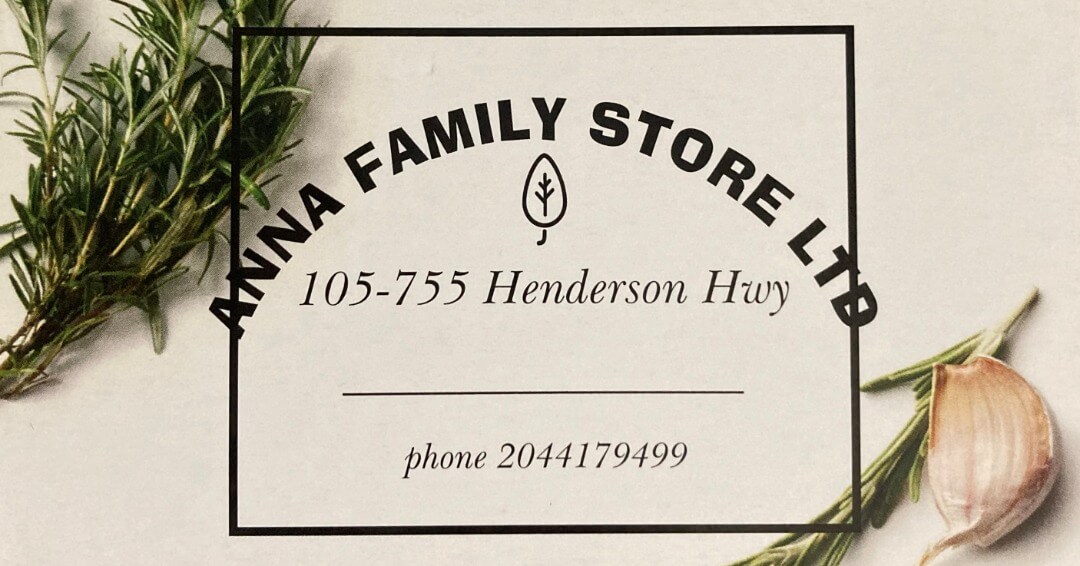 ANNA FAMILY STORE LTD
105-755 Henderson Hwy
phone 2044179499